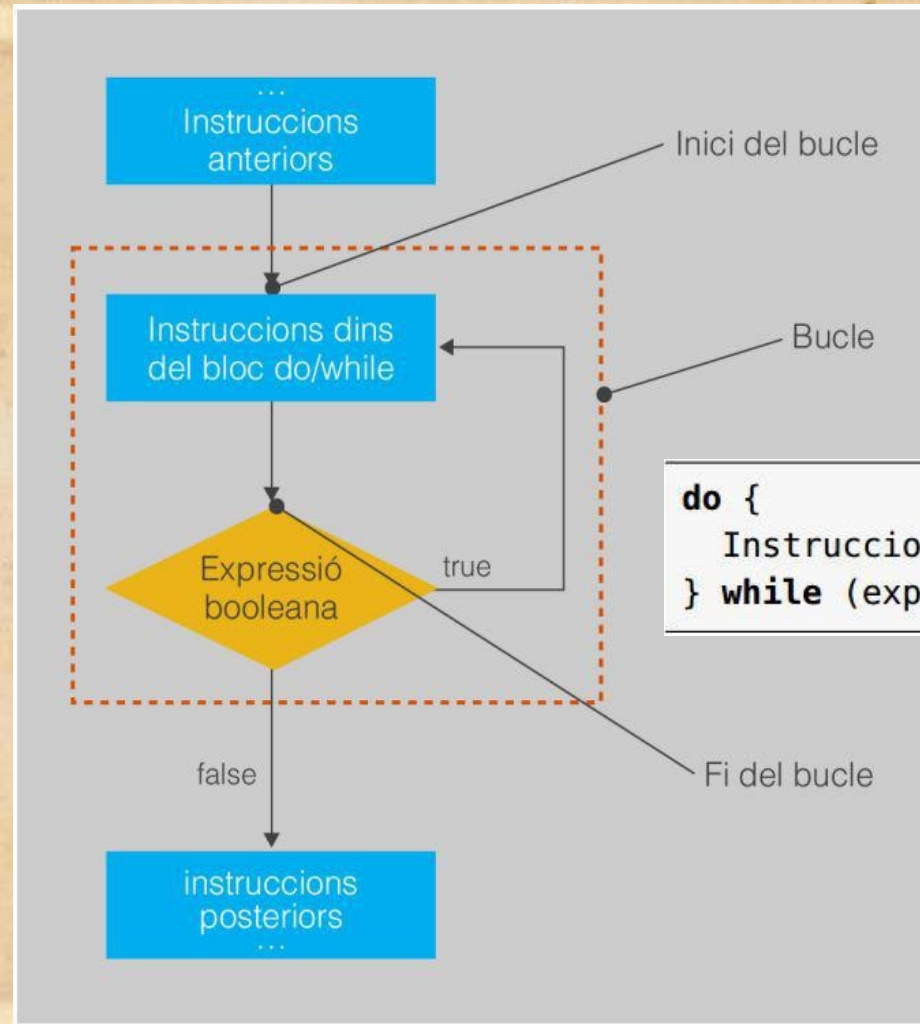 ...
Instruccions
anteriors
Inici del bucle
Instruccions dins
del bloc do/while
Bucle
do {
Instruccio
} while (exp
Expressió
booleana
true
false
Fi del bucle
instruccions
posteriors
...